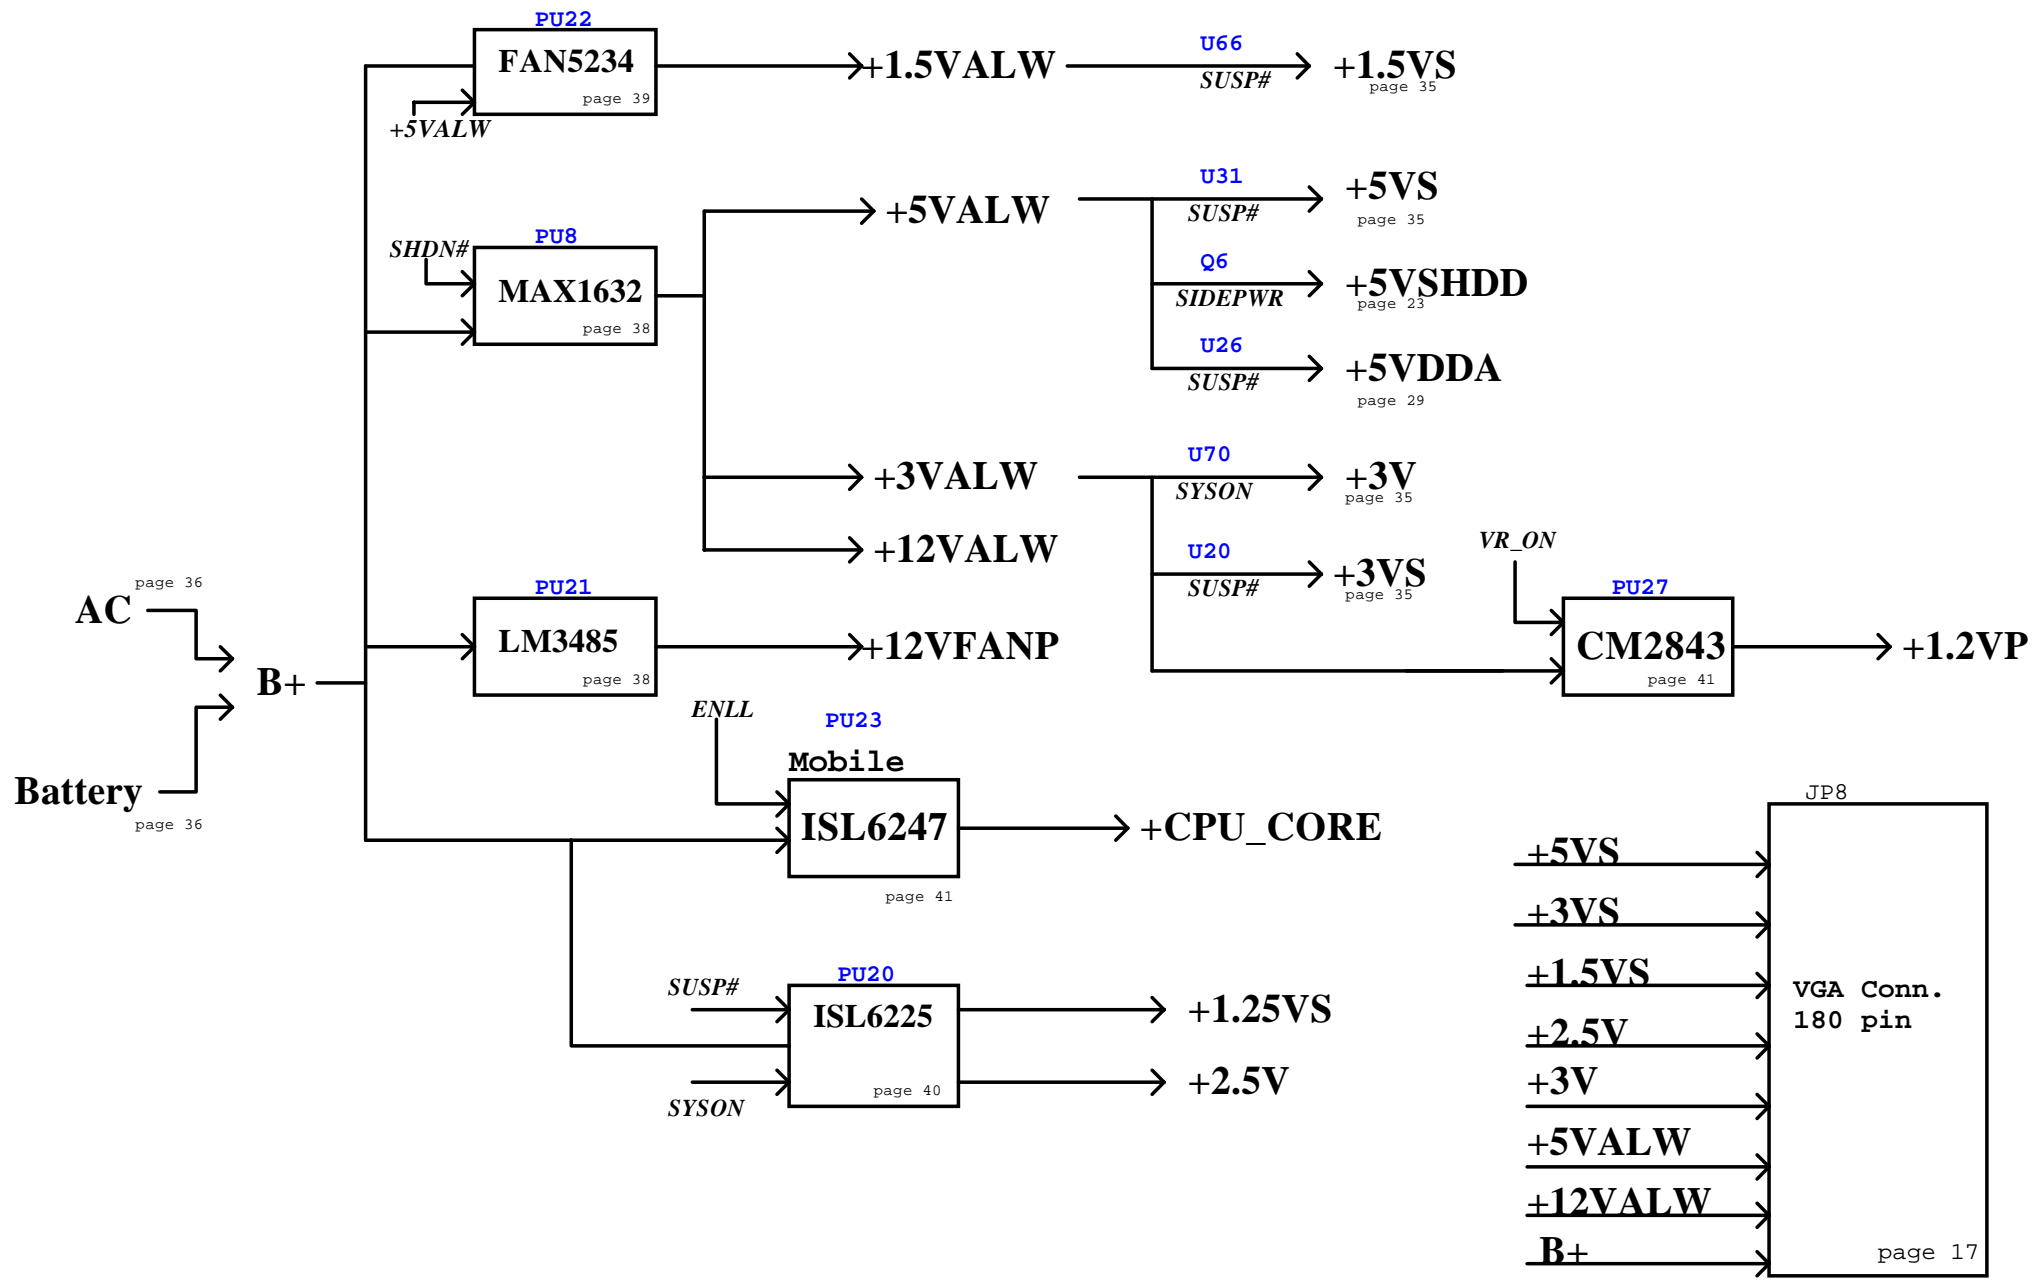 PU22
FAN5234
page 39
+5VALW
+1.5VALW
U66
SUSP#
+1.5VS
page 35
SHDN#
PU8
MAX1632
page 38
+5VALW
U31
SUSP#
+5VS
page 35
Q6
SIDEPWR
+5VSHDD
page 23
U26
SUSP#
+5VDDA
page 29
+3VALW
U70
SYSON
+3V
page 35
+12VALW
U20
SUSP#
+3VS
page 35
VR_ON
PU27
CM2843
page 41
+1.2VP
AC
page 36
B+
Battery
page 36
PU21
LM3485
page 38
+12VFANP
ENLL
PU23
Mobile
ISL6247
page 41
+CPU_CORE
SUSP#
SYSON
PU20
ISL6225
page 40
+1.25VS
+2.5V
JP8
+5VS
+3VS
+1.5VS
+2.5V
+3V
+5VALW
+12VALW
B+
VGA Conn.
180 pin
page 17